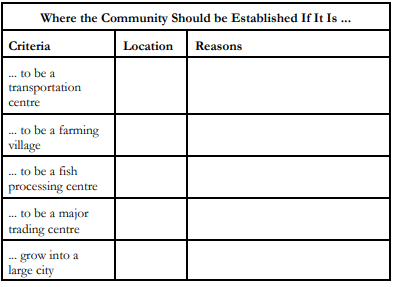 Where the Community Should be Established If It Is ...
Criteria Location Reasons
... to be a
transportation
centre
... to be a farming
village
... to be a fish
processing centre
... to be a major
trading centre
... grow into a
large city